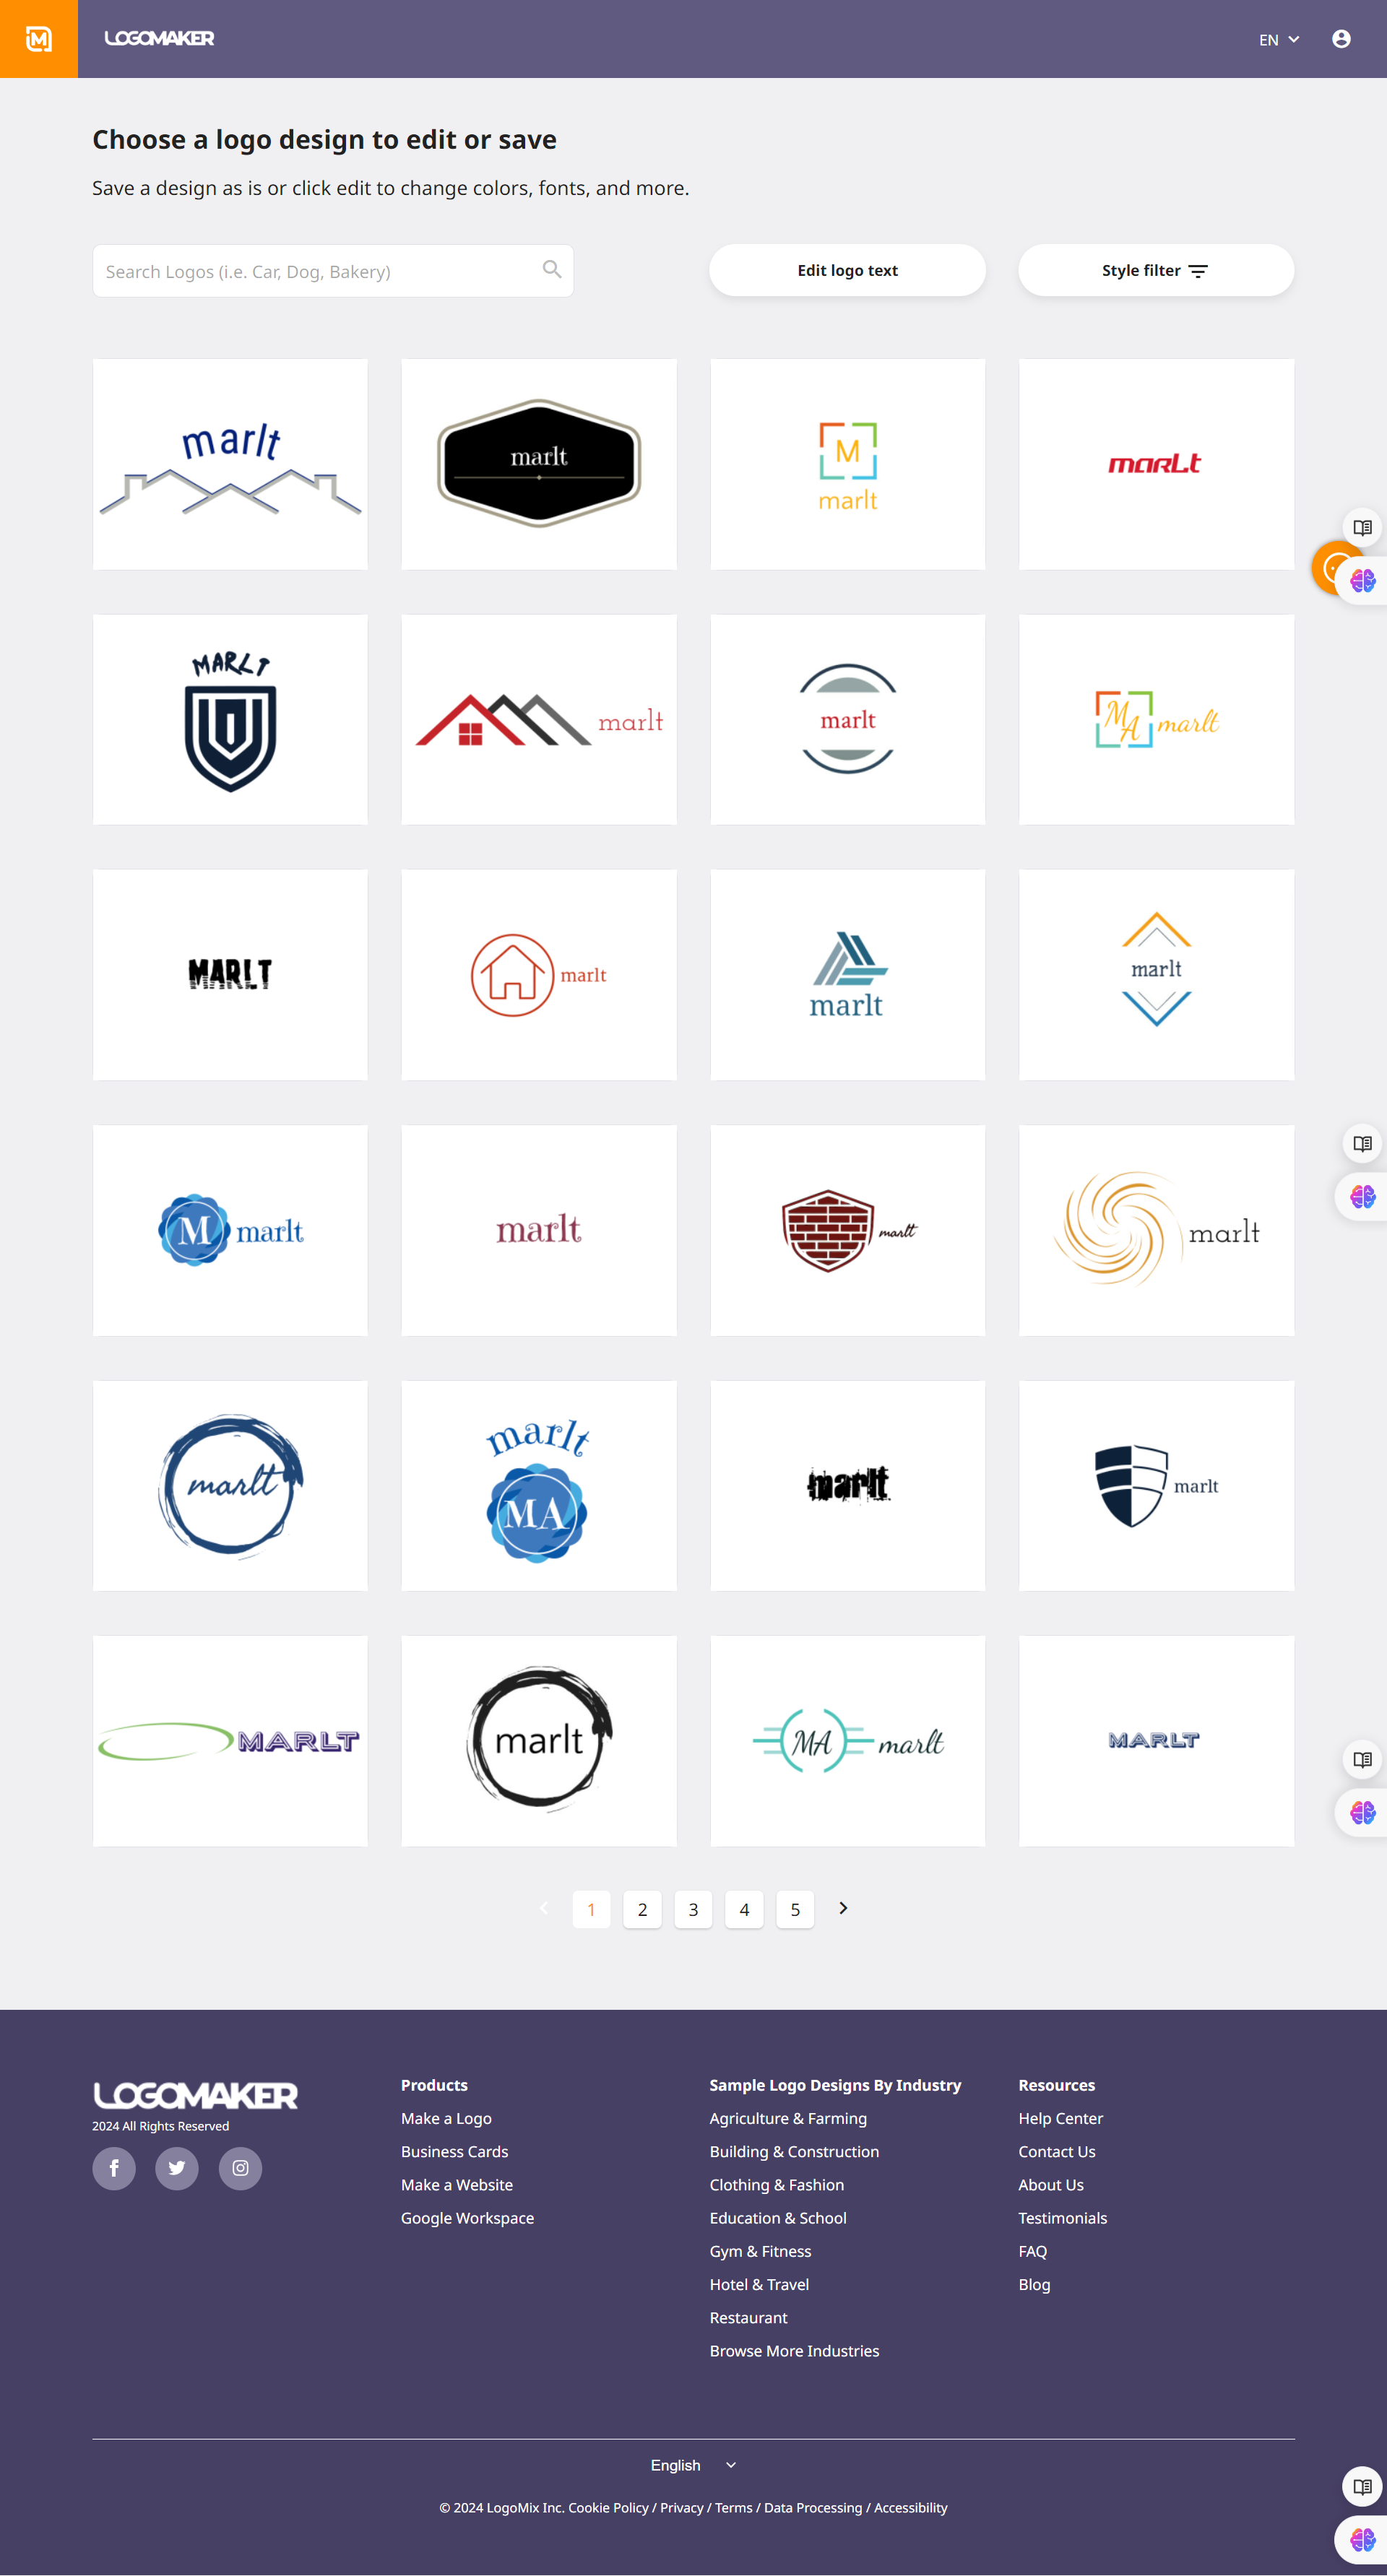 M LOGOMAKER EN
Choose a logo design to edit or save
Save a design as is or click edit to change colors, fonts, and more.
Search Logos (i.e. Car, Dog, Bakery) Edit logo text Style filter
marlt
marlt
M
marlt
marLt
MARLT
marlt
marlt
MA marlt
MARLT
marlt
marlt
marlt
M marlt
marlt
marlt
marlt
marlt
marlt
MA
marlt
marlt
MARLT
marlt
MA marlt
MARLT
1 2 3 4 5
LOGOMAKER
2024 All Rights Reserved
Products
Make a Logo
Business Cards
Make a Website
Google Workspace
Sample Logo Designs By Industry
Agriculture & Farming
Building & Construction
Clothing & Fashion
Education & School
Gym & Fitness
Hotel & Travel
Restaurant
Browse More Industries
Resources
Help Center
Contact Us
About Us
Testimonials
FAQ
Blog
English
© 2024 LogoMix Inc. Cookie Policy / Privacy / Terms / Data Processing / Accessibility